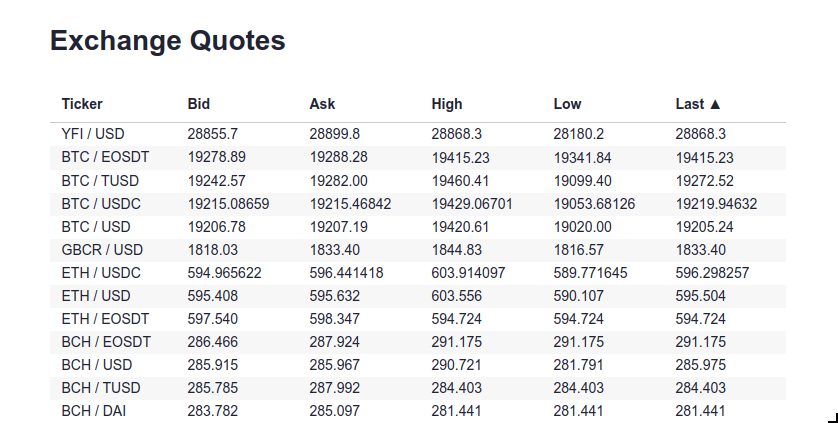 Exchange Quotes
Ticker Bid Ask High Low Last ▲
YFI / USD 28855.7 28899.8 28868.3 28180.2 28868.3
BTC / EOSDT 19278.89 19288.28 19415.23 19341.84 19415.23
BTC / TUSD 19242.57 19282.00 19460.41 19099.40 19272.52
BTC / USDC 19215.08659 19215.46842 19429.06701 19053.68126 19219.94632
BTC / USD 19206.78 19207.19 19420.61 19020.00 19205.24
GBCR / USD 1818.03 1833.40 1844.83 1816.57 1833.40
ETH / USDC 594.965622 596.441418 603.914097 589.771645 596.298257
ETH / USD 595.408 595.632 603.556 590.107 595.504
ETH / EOSDT 597.540 598.347 594.724 594.724 594.724
BCH / EOSDT 286.466 287.924 291.175 291.175 291.175
BCH / USD 285.915 285.967 290.721 281.791 285.975
BCH / TUSD 285.785 287.992 284.403 284.403 284.403
BCH / DAI 283.782 285.097 281.441 281.441 281.441